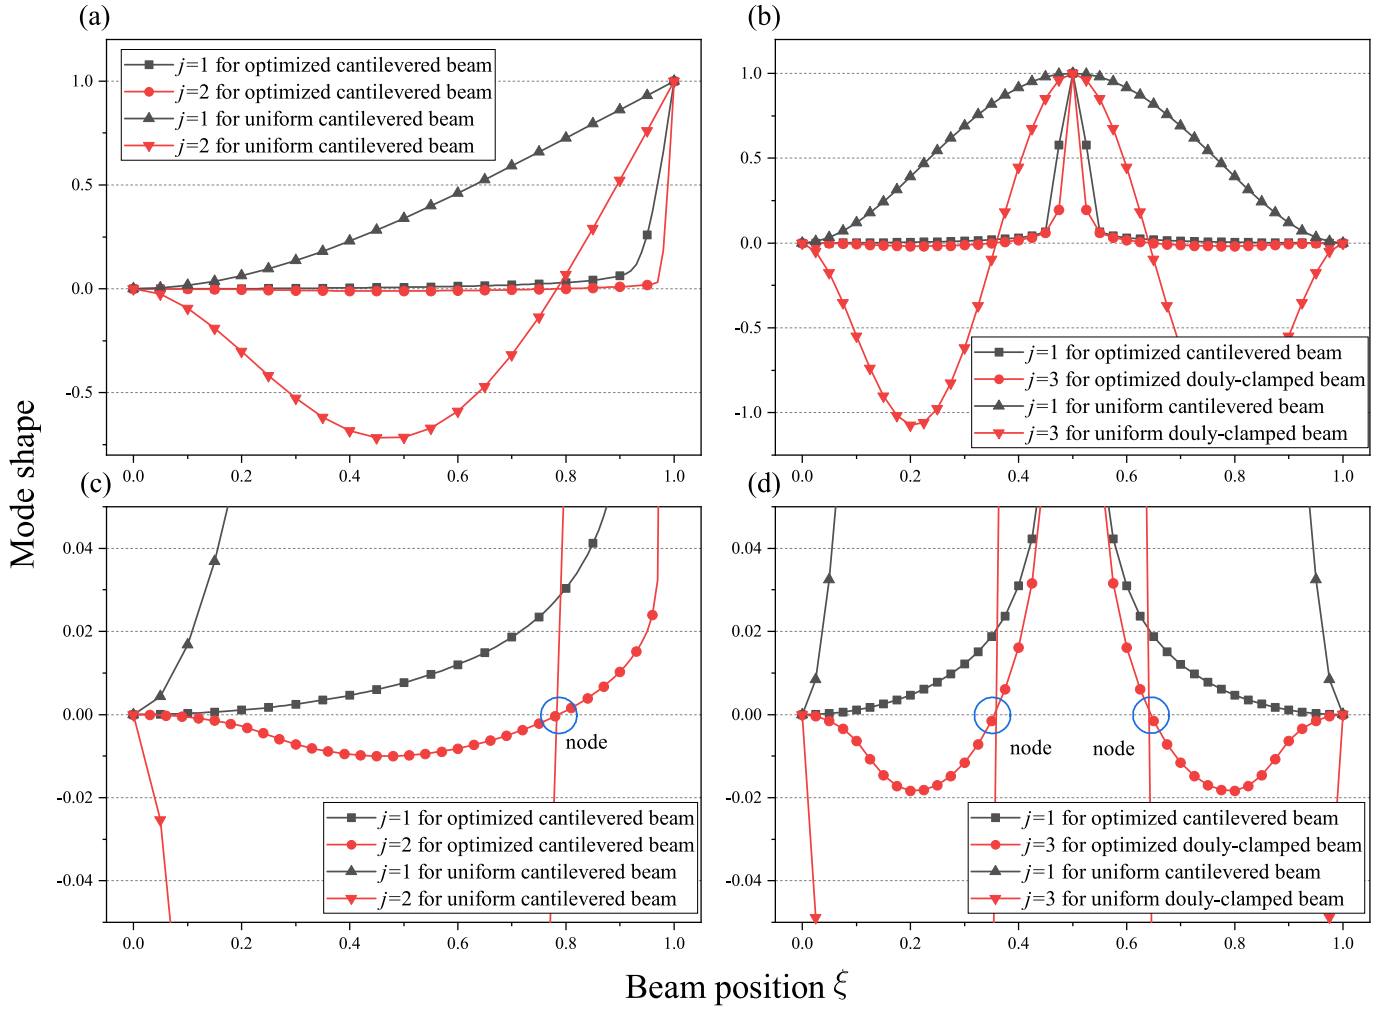 (a)
j=1 for optimized cantilevered beam
j=2 for optimized cantilevered beam
j=1 for uniform cantilevered beam
j=2 for uniform cantilevered beam
1.0
0.5
0.0
-0.5
0.0 0.2 0.4 0.6 0.8 1.0
(b)
1.0
0.5
0.0
-0.5
-1.0
j=1 for optimized cantilevered beam
j=3 for optimized douly-clamped beam
j=1 for uniform cantilevered beam
j=3 for uniform douly-clamped beam
0.0 0.2 0.4 0.6 0.8 1.0
Mode shape
(c)
0.04
0.02
0.00
-0.02
-0.04
node
j=1 for optimized cantilevered beam
j=2 for optimized cantilevered beam
j=1 for uniform cantilevered beam
j=2 for uniform cantilevered beam
0.0 0.2 0.4 0.6 0.8 1.0
(d)
0.04
0.02
0.00
-0.02
-0.04
node node
j=1 for optimized cantilevered beam
j=3 for optimized douly-clamped beam
j=1 for uniform cantilevered beam
j=3 for uniform douly-clamped beam
0.0 0.2 0.4 0.6 0.8 1.0
Beam position ξ